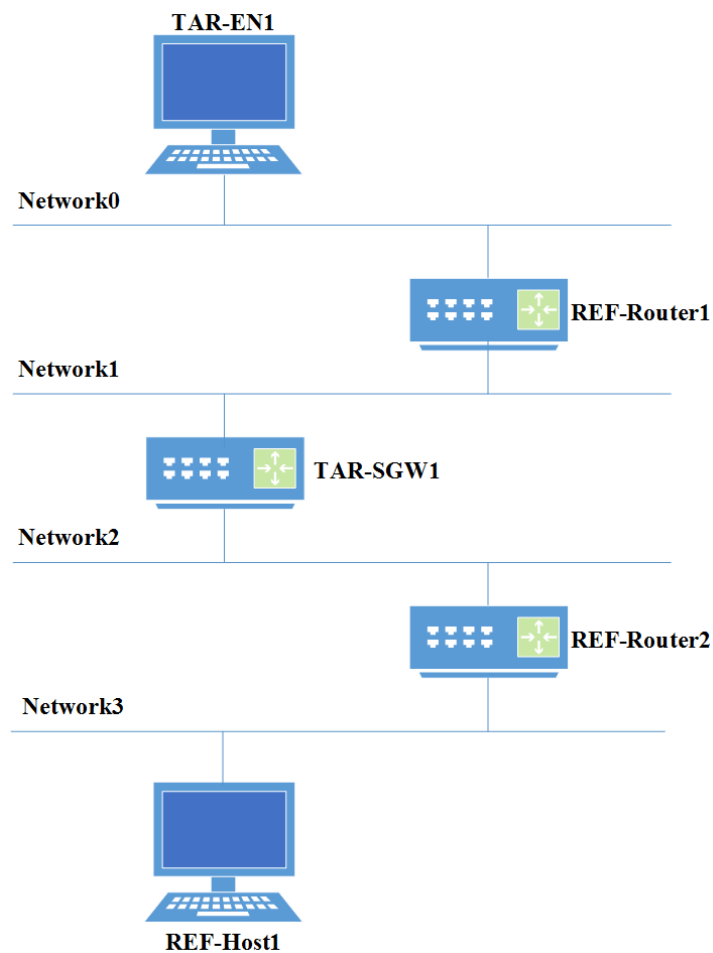 TAR-EN1
Network0
REF-Router1
Network1
TAR-SGW1
Network2
REF-Router2
Network3
REF-Host1